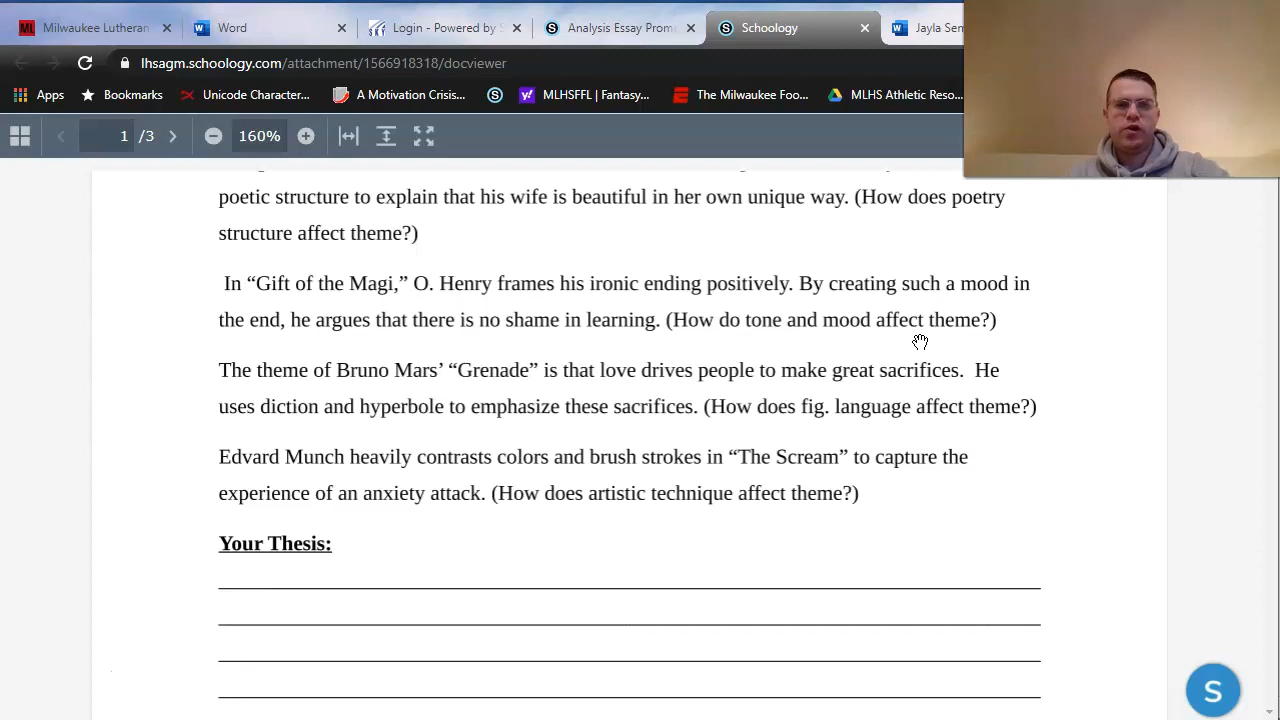 Milwaukee Lutheran
Word
Login - Powered by S
Analysis Essay Prom
Schoology
Jayla Sem
lhsagm.schoology.com/attachment/1566918318/docviewer
Apps
Bookmarks
Unicode Character...
A Motivation Crisis...
MLHSFFL | Fantasy...
The Milwaukee Foo...
MLHS Athletic Reso...
1 /3
160%
poetic structure to explain that his wife is beautiful in her own unique way. (How does poetry
structure affect theme?)
In “Gift of the Magi,” O. Henry frames his ironic ending positively. By creating such a mood in
the end, he argues that there is no shame in learning. (How do tone and mood affect theme?)
The theme of Bruno Mars’ “Grenade” is that love drives people to make great sacrifices. He
uses diction and hyperbole to emphasize these sacrifices. (How does fig. language affect theme?)
Edvard Munch heavily contrasts colors and brush strokes in “The Scream” to capture the
experience of an anxiety attack. (How does artistic technique affect theme?)
Your Thesis:
S